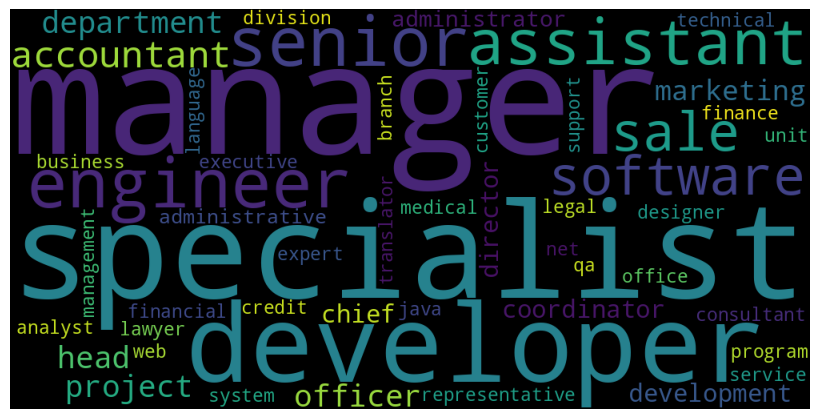 department
division
administrator
technical
accountant
senior
assistant
manager
language
branch
customer
support
marketing
finance
sale
unit
business
executive
engineer
software
administrative
translator
medical
director
legal
designer
specialist
management
expert
net
qa
office
financial
credit
chief
java
coordinator
consultant
analyst
lawyer
developer
head
web
program
project
system
officer
representative
service
development